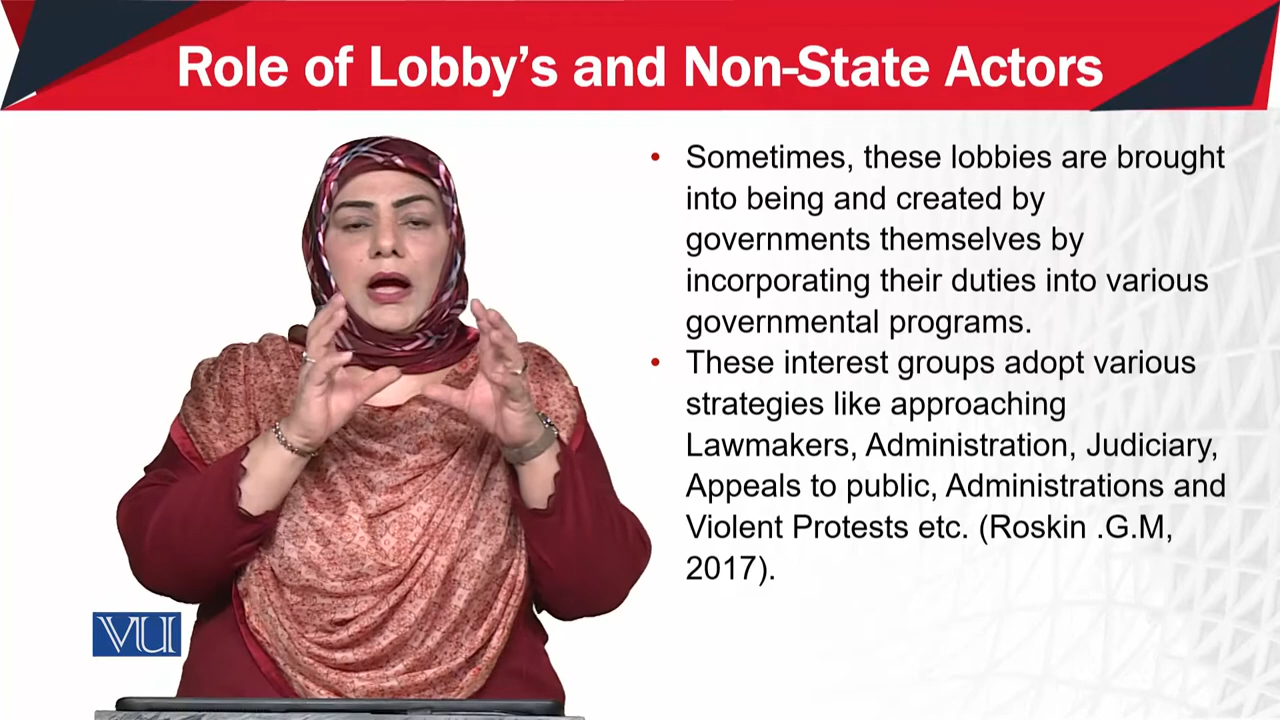 Role of Lobby's and Non-State Actors
• Sometimes, these lobbies are brought
into being and created by
governments themselves by
incorporating their duties into various
governmental programs.
• These interest groups adopt various
strategies like approaching
Lawmakers, Administration, Judiciary,
Appeals to public, Administrations and
Violent Protests etc. (Roskin .G.M,
2017).
VU